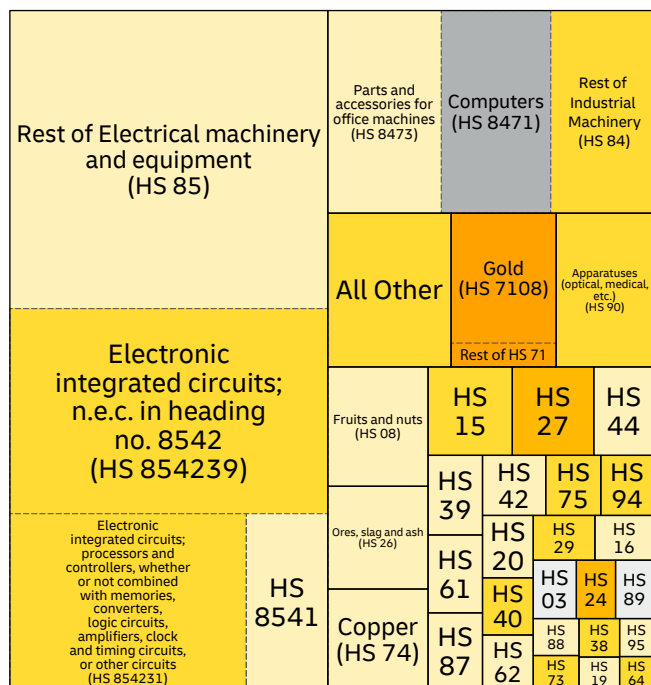 Rest of Electrical machinery
and equipment
(HS 85)
Electronic
integrated circuits;
n.e.c. in heading
no. 8542
(HS 854239)
Electronic
integrated circuits;
processors and
controllers, whether
or not combined
with memories,
converters,
logic circuits,
amplifiers, clock
and timing circuits,
or other circuits
(HS 854231)
HS
8541
Parts and
accessories for
office machines
(HS 8473)
Computers
(HS 8471)
Rest of
Industrial
Machinery
(HS 84)
All Other
Gold
(HS 7108)
Rest of HS 71
Apparatuses
(optical, medical,
etc.)
(HS 90)
Fruits and nuts
(HS 08)
Ores, slag and ash
(HS 26)
Copper
(HS 74)
HS
15
HS
27
HS
44
HS
39
HS
42
HS
75
HS
94
HS
61
HS
20
HS
29
HS
16
HS
40
HS
03
HS
24
HS
89
HS
87
HS
62
HS
88
HS
38
HS
95
HS
73
HS
19
HS
64